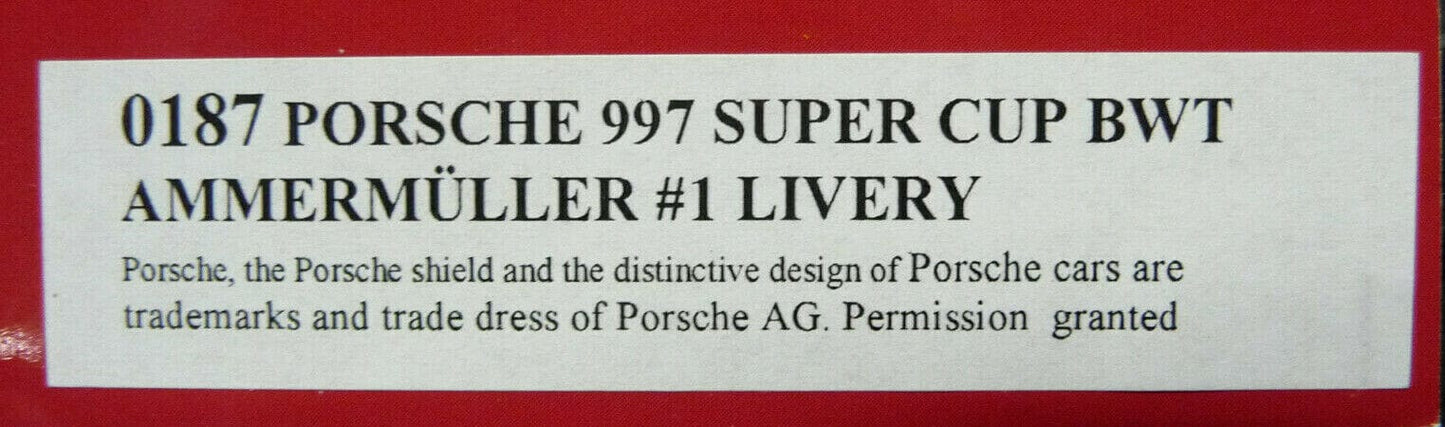 0187 PORSCHE 997 SUPER CUP BWT
AMMERMÜLLER #1 LIVERY
Porsche, the Porsche shield and the distinctive design of Porsche cars are
trademarks and trade dress of Porsche AG. Permission granted